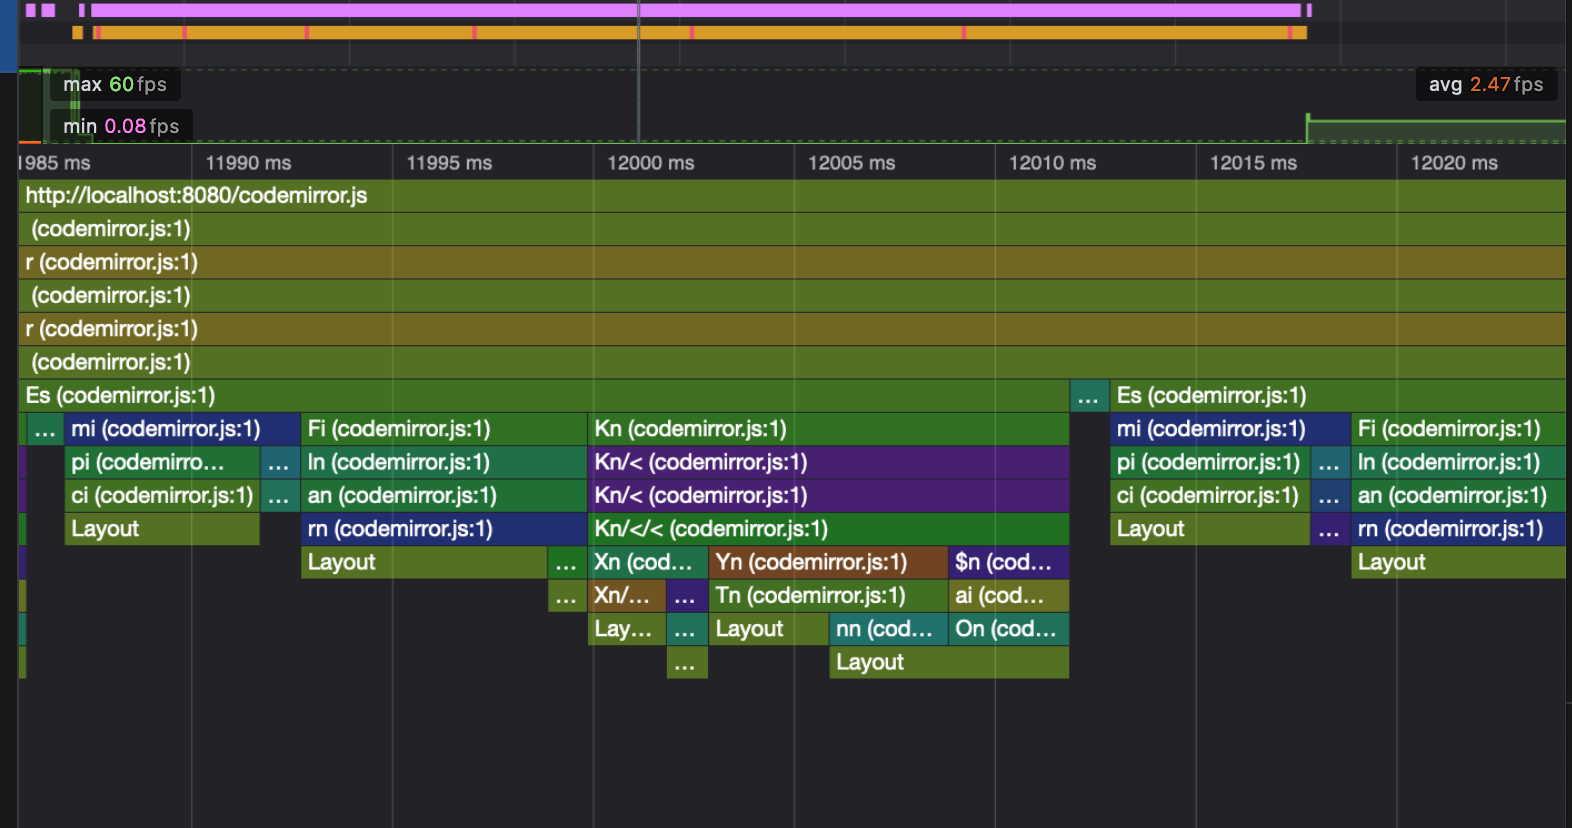 max 60 fps
avg 2.47 fps
min 0.08 fps
1985 ms 11990 ms 11995 ms 12000 ms 12005 ms 12010 ms 12015 ms 12020 ms
http://localhost:8080/codemirror.js
(codemirror.js:1)
r (codemirror.js:1)
(codemirror.js:1)
r (codemirror.js:1)
(codemirror.js:1)
Es (codemirror.js:1) ... Es (codemirror.js:1)
... mi (codemirror.js:1) Fi (codemirror.js:1) Kn (codemirror.js:1) mi (codemirror.js:1) Fi (codemirror.js:1)
pi (codemirro... ... ln (codemirror.js:1) Kn/< (codemirror.js:1) pi (codemirror.js:1) ... ln (codemirror.js:1)
ci (codemirror.js:1) ... an (codemirror.js:1) Kn/< (codemirror.js:1) ci (codemirror.js:1) ... an (codemirror.js:1)
Layout rn (codemirror.js:1) Kn/</< (codemirror.js:1) Layout ... rn (codemirror.js:1)
Layout ... Xn (cod... Yn (codemirror.js:1) $n (cod... Layout
... Xn/... ... Tn (codemirror.js:1) ai (cod...
Lay... ... Layout nn (cod... On (cod...
... Layout